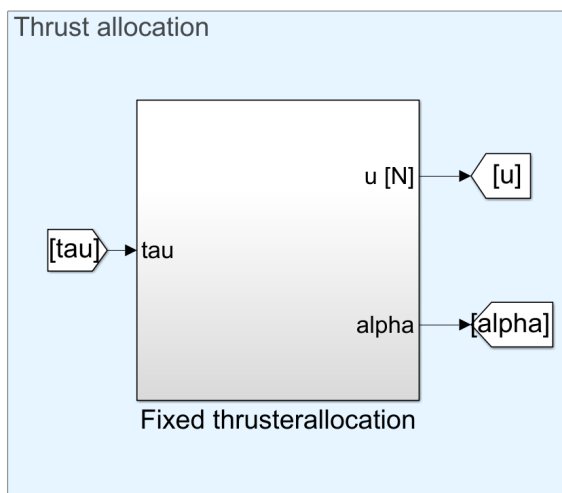 Thrust allocation
u [N]
[u]
[tau]
tau
alpha
[alpha]
Fixed thrusterallocation